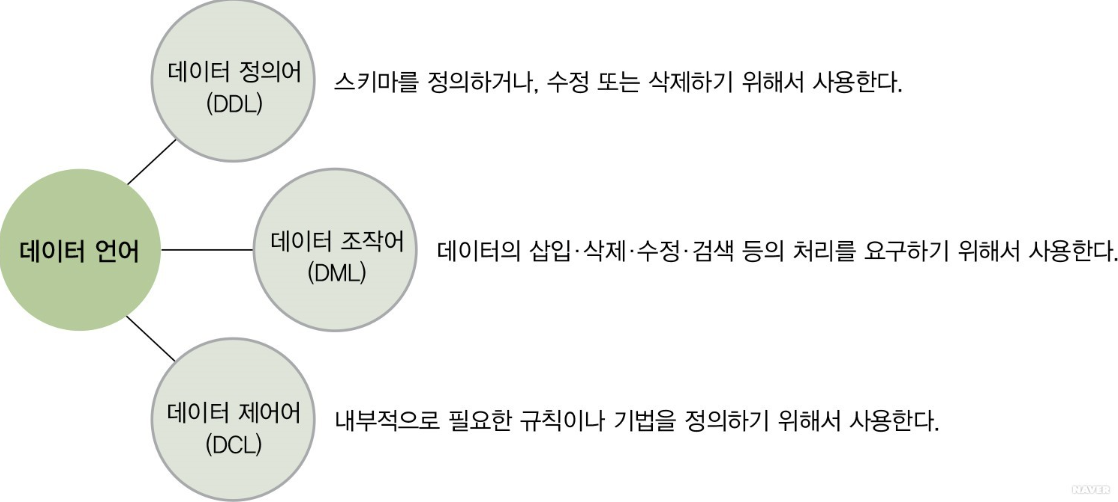 데이터 정의어
(DDL)
스키마를 정의하거나, 수정 또는 삭제하기 위해서 사용한다.
데이터 언어
데이터 조작어
(DML)
데이터의 삽입·삭제·수정·검색 등의 처리를 요구하기 위해서 사용한다.
데이터 제어어
(DCL)
내부적으로 필요한 규칙이나 기법을 정의하기 위해서 사용한다.
NAVER